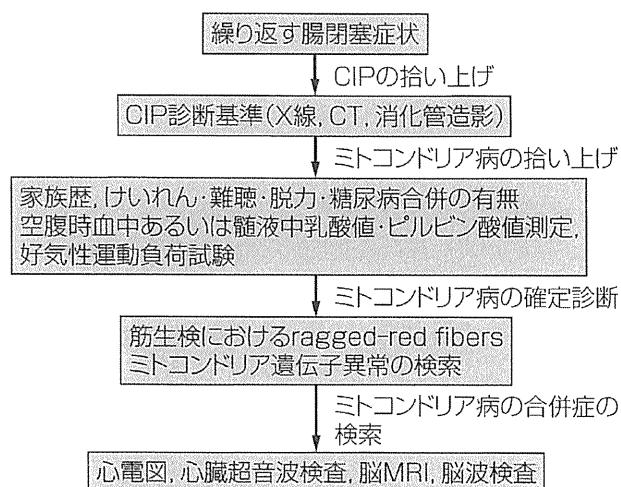 繰り返す腸閉塞症状
CIPの拾い上げ
CIP診断基準(X線, CT, 消化管造影)
ミトコンドリア病の拾い上げ
家族歴, けいれん・難聴・脱力・糖尿病合併の有無
空腹時血中あるいは髄液中乳酸値・ピルビン酸値測定,
好気性運動負荷試験
ミトコンドリア病の確定診断
筋生検におけるragged-red fibers
ミトコンドリア遺伝子異常の検索
ミトコンドリア病の合併症の
検索
心電図, 心臓超音波検査, 脳MRI, 脳波検査